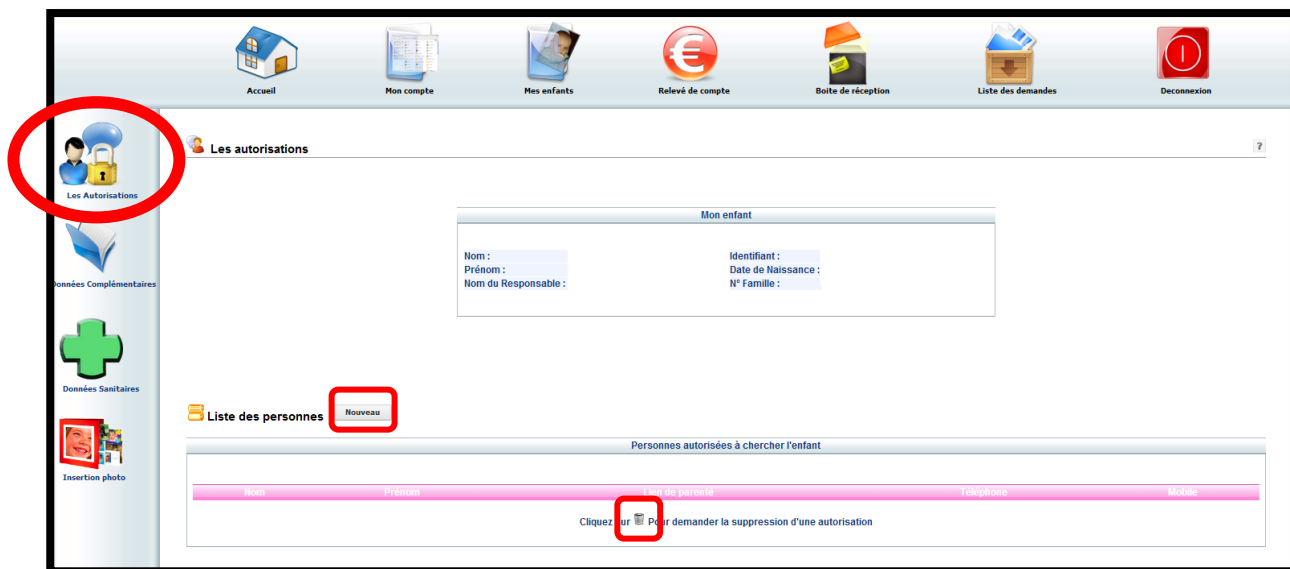 Accueil
Mon compte
Mes enfants
Relevé de compte
Boite de réception
Liste des demandes
Deconnexion
Les Autorisations
Données Complémentaires
Données Sanitaires
Insertion photo
Les autorisations
?
Mon enfant
Nom :
Identifiant :
Prénom :
Date de Naissance :
Nom du Responsable :
N° Famille :
Liste des personnes
Nouveau
Personnes autorisées à chercher l'enfant
Nom Prénom Lien de parenté Téléphone Mobile
Cliquez sur Pour demander la suppression d'une autorisation